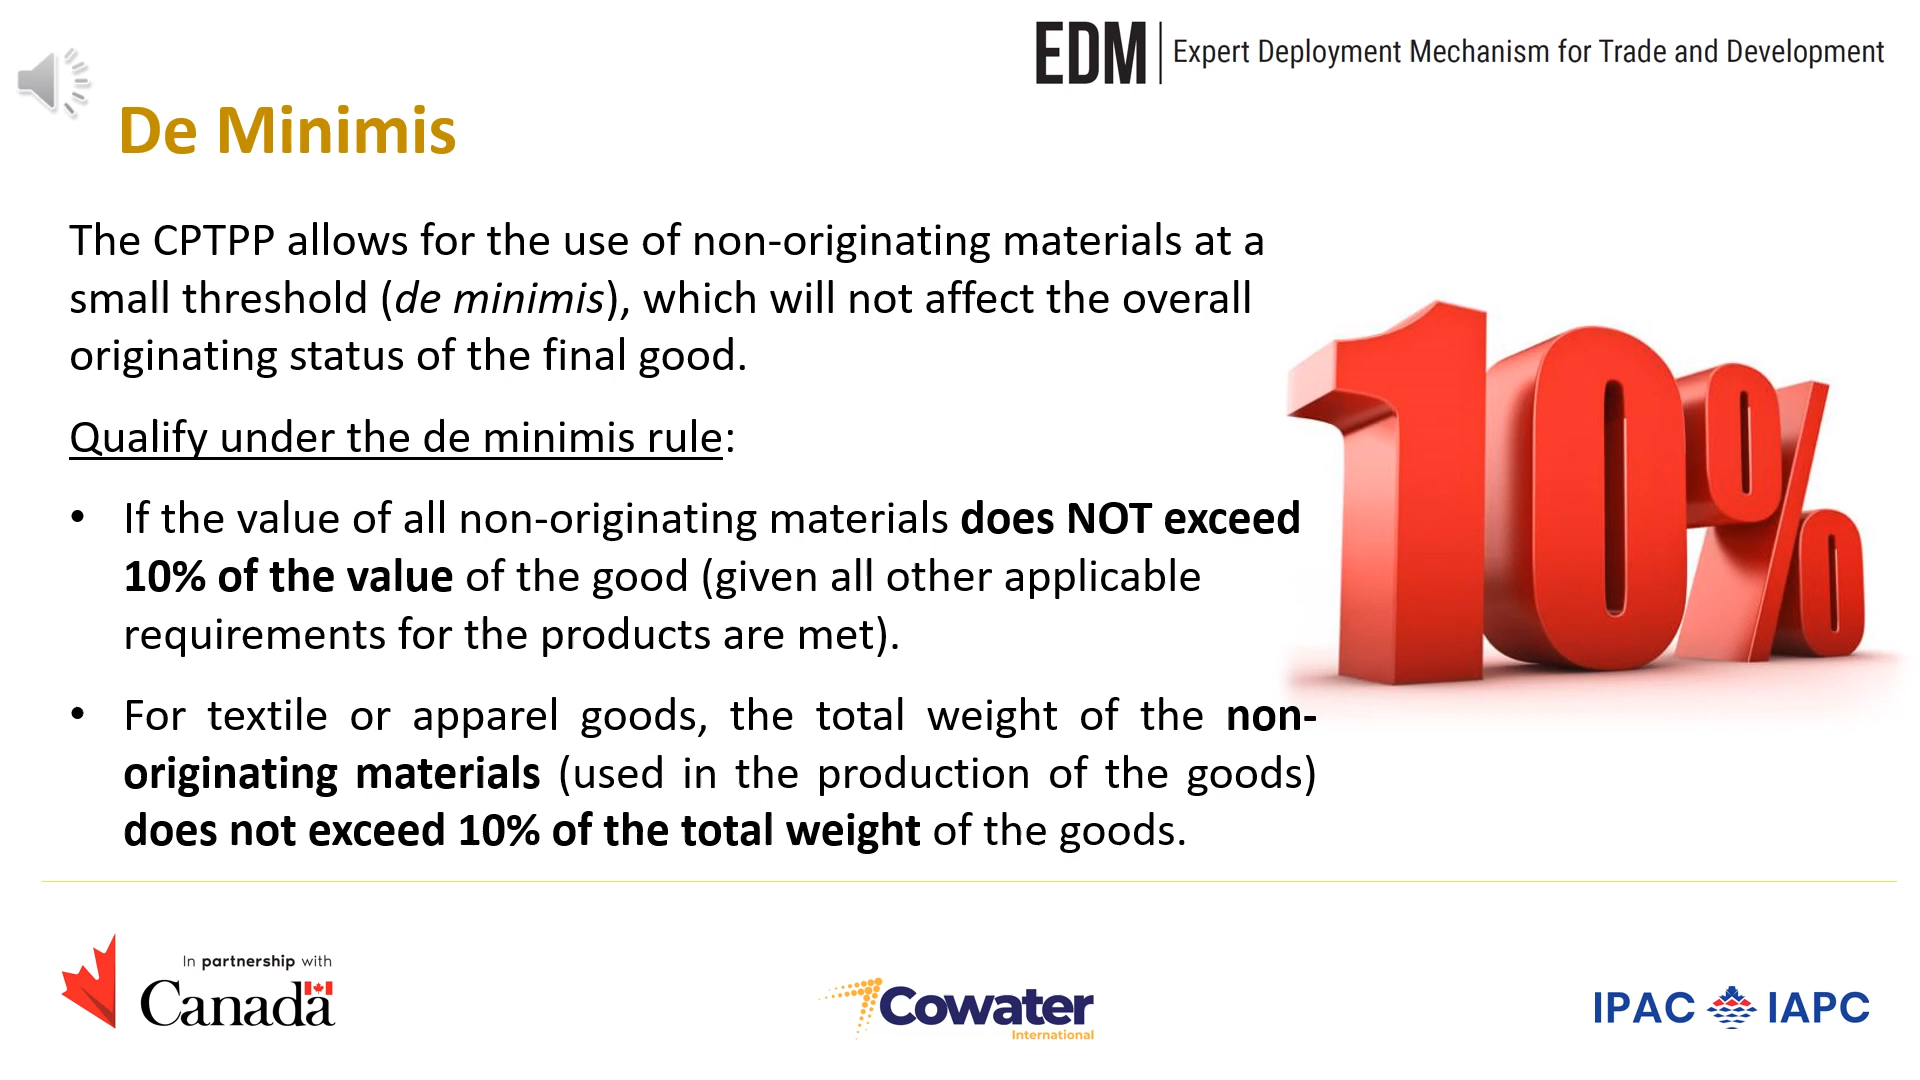 EDM
Expert Deployment Mechanism for Trade and Development
De Minimis
The CPTPP allows for the use of non-originating materials at a
small threshold (de minimis), which will not affect the overall
originating status of the final good.
Qualify under the de minimis rule:
• If the value of all non-originating materials does NOT exceed
10% of the value of the good (given all other applicable
requirements for the products are met).
• For textile or apparel goods, the total weight of the non-
originating materials (used in the production of the goods)
does not exceed 10% of the total weight of the goods.
10%
In partnership with
Canada
Cowater
International
IPAC IAPC